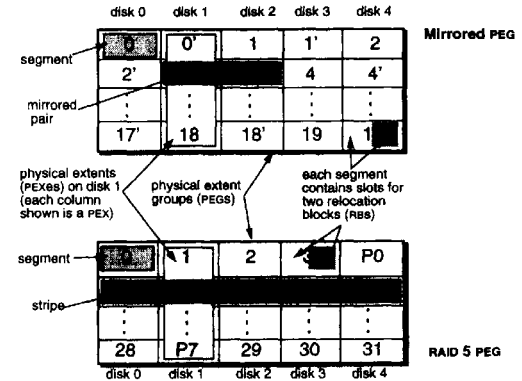 disk 0 disk 1 disk 2 disk 3 disk 4
0 0' 1 1' 2
Mirrored PEG
segment
2' 4 4'
mirrored
pair
17' 18 18' 19 1
physical extents
(PEXes) on disk 1
(each column
shown is a PEX)
physical extent
groups (PEGs)
each segment
contains slots for
two relocation
blocks (RBs)
segment
1 2 P0
stripe
28 P7 29 30 31
RAID 5 PEG
disk 0 disk 1 disk 2 disk 3 disk 4